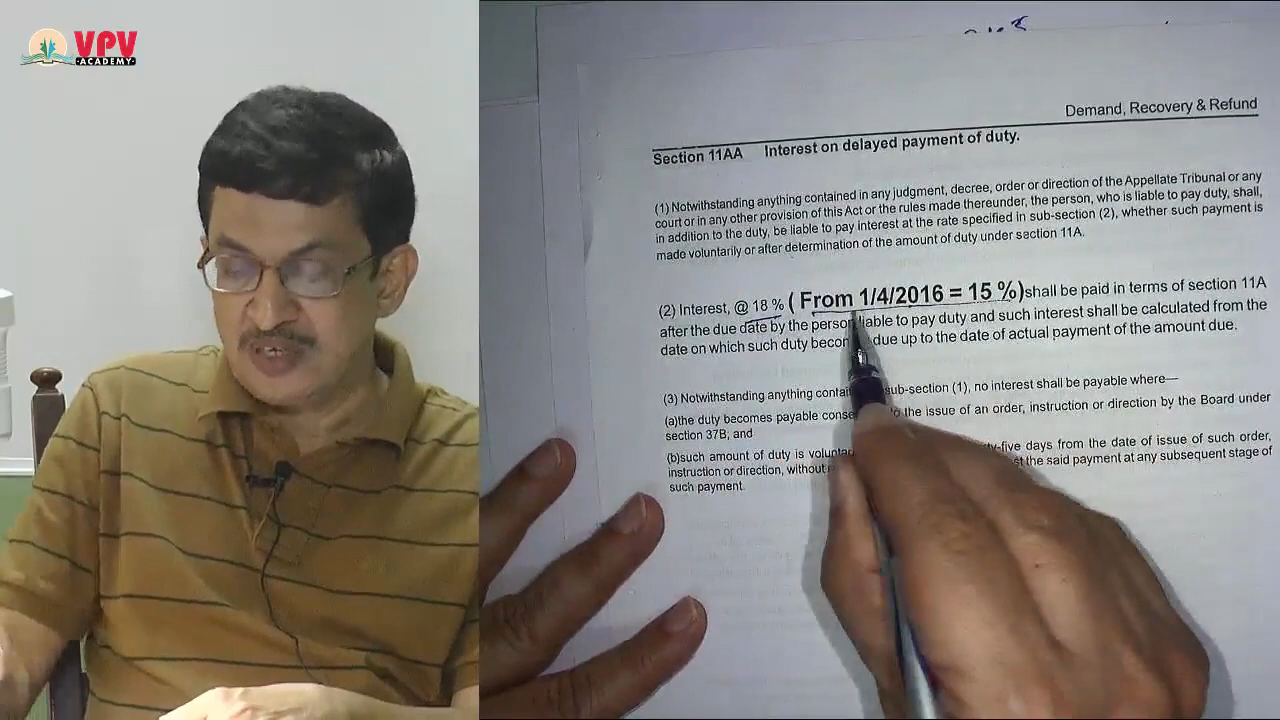 VPV
ACADEMY
Demand, Recovery & Refund
Section 11AA Interest on delayed payment of duty.
(1) Notwithstanding anything contained in any judgment, decree, order or direction of the Appellate Tribunal or any
court or in any other provision of this Act or the rules made thereunder, the person, who is liable to pay duty, shall,
in addition to the duty, be liable to pay interest at the rate specified in sub-section (2), whether such payment is
made voluntarily or after determination of the amount of duty under section 11A.
(2) Interest, @ 18 % ( From 1/4/2016 = 15 %)shall be paid in terms of section 11A
after the due date by the person liable to pay duty and such interest shall be calculated from the
date on which such duty becom due up to the date of actual payment of the amount due.
(3) Notwithstanding anything contai sub-section (1), no interest shall be payable where—
(a)the duty becomes payable conse the issue of an order, instruction or direction by the Board under
section 37B, and
(b)such amount of duty is voluntar ty-five days from the date of issue of such order,
instruction or direction, without the said payment at any subsequent stage of
such payment.